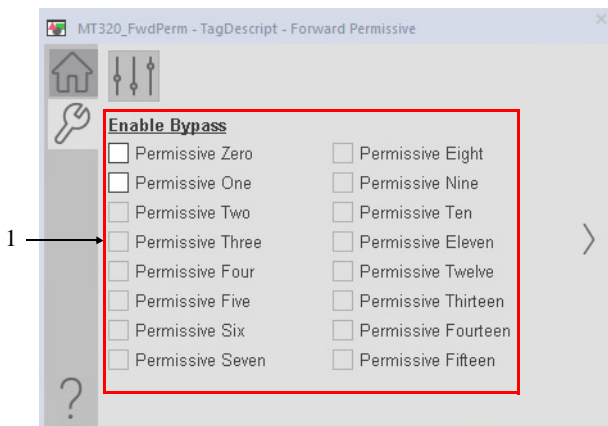 MT320_FwdPerm - TagDescript - Forward Permissive
Enable Bypass
Permissive Zero
Permissive One
Permissive Two
Permissive Three
Permissive Four
Permissive Five
Permissive Six
Permissive Seven
Permissive Eight
Permissive Nine
Permissive Ten
Permissive Eleven
Permissive Twelve
Permissive Thirteen
Permissive Fourteen
Permissive Fifteen
1
?